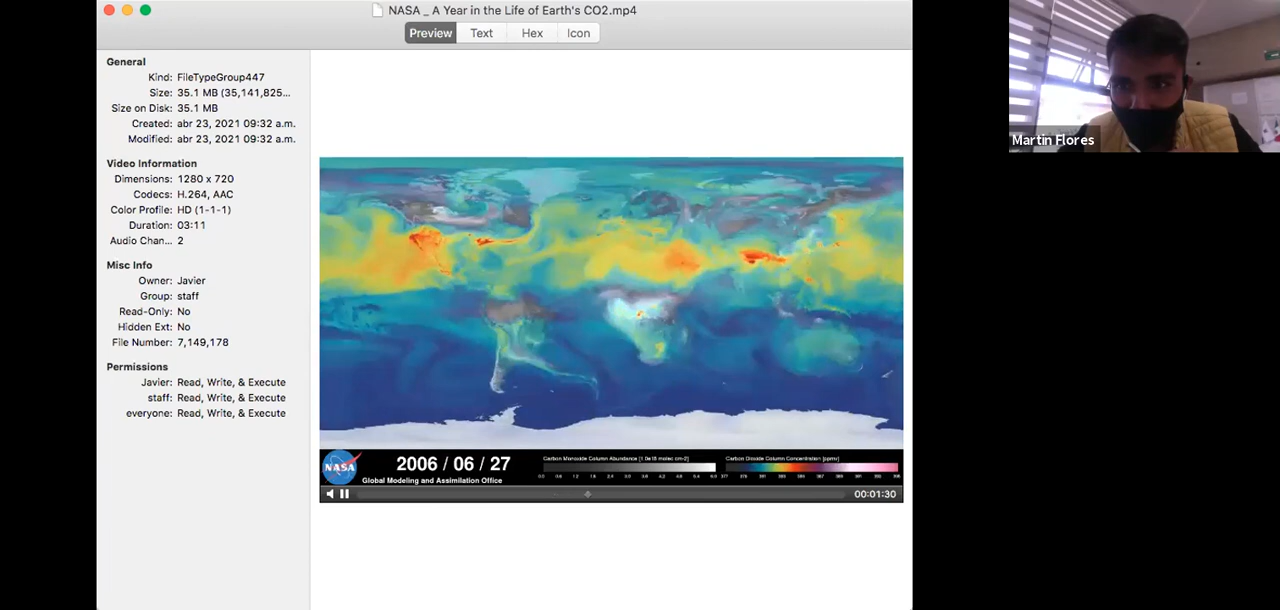 NASA _ A Year in the Life of Earth's CO2.mp4
Preview Text Hex Icon
General
Kind: FileTypeGroup447
Size: 35.1 MB (35,141,825...
Size on Disk: 35.1 MB
Created: abr 23, 2021 09:32 a.m.
Modified: abr 23, 2021 09:32 a.m.
Video Information
Dimensions: 1280 x 720
Codecs: H.264, AAC
Color Profile: HD (1-1-1)
Duration: 03:11
Audio Chan... 2
Misc Info
Owner: Javier
Group: staff
Read-Only: No
Hidden Ext: No
File Number: 7,149,178
Permissions
Javier: Read, Write, & Execute
staff: Read, Write, & Execute
everyone: Read, Write, & Execute
NASA
2006 / 06 / 27
Global Modeling and Assimilation Office
Carbon Monoxide Column Abundance [1.0e18 molec cm-2]
Carbon Dioxide Column Concentration [ppmv]
00:01:30
Martin Flores